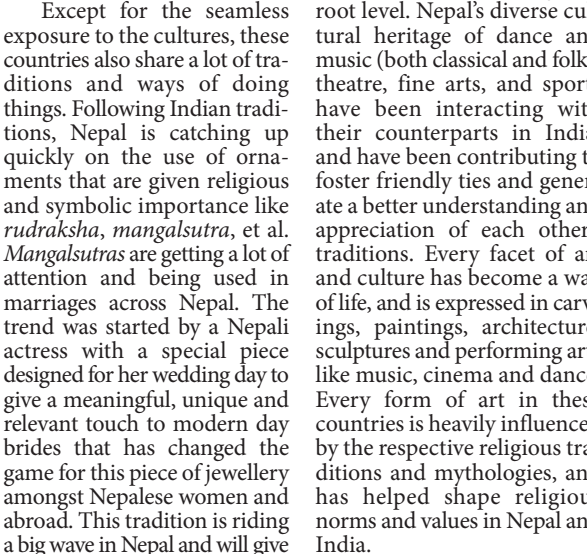 Except for the seamless
exposure to the cultures, these
countries also share a lot of tra-
ditions and ways of doing
things. Following Indian tradi-
tions, Nepal is catching up
quickly on the use of orna-
ments that are given religious
and symbolic importance like
rudraksha, mangalsutra, et al.
Mangalsutras are getting a lot of
attention and being used in
marriages across Nepal. The
trend was started by a Nepali
actress with a special piece
designed for her wedding day to
give a meaningful, unique and
relevant touch to modern day
brides that has changed the
game for this piece of jewellery
amongst Nepalese women and
abroad. This tradition is riding
a big wave in Nepal and will give
root level. Nepal’s diverse cu
tural heritage of dance an
music (both classical and folk
theatre, fine arts, and sport
have been interacting wit
their counterparts in India
and have been contributing t
foster friendly ties and gener
ate a better understanding an
appreciation of each other
traditions. Every facet of ar
and culture has become a wa
of life, and is expressed in carv
ings, paintings, architecture
sculptures and performing art
like music, cinema and dance
Every form of art in thes
countries is heavily influence
by the respective religious tra
ditions and mythologies, an
has helped shape religiou
norms and values in Nepal an
India.